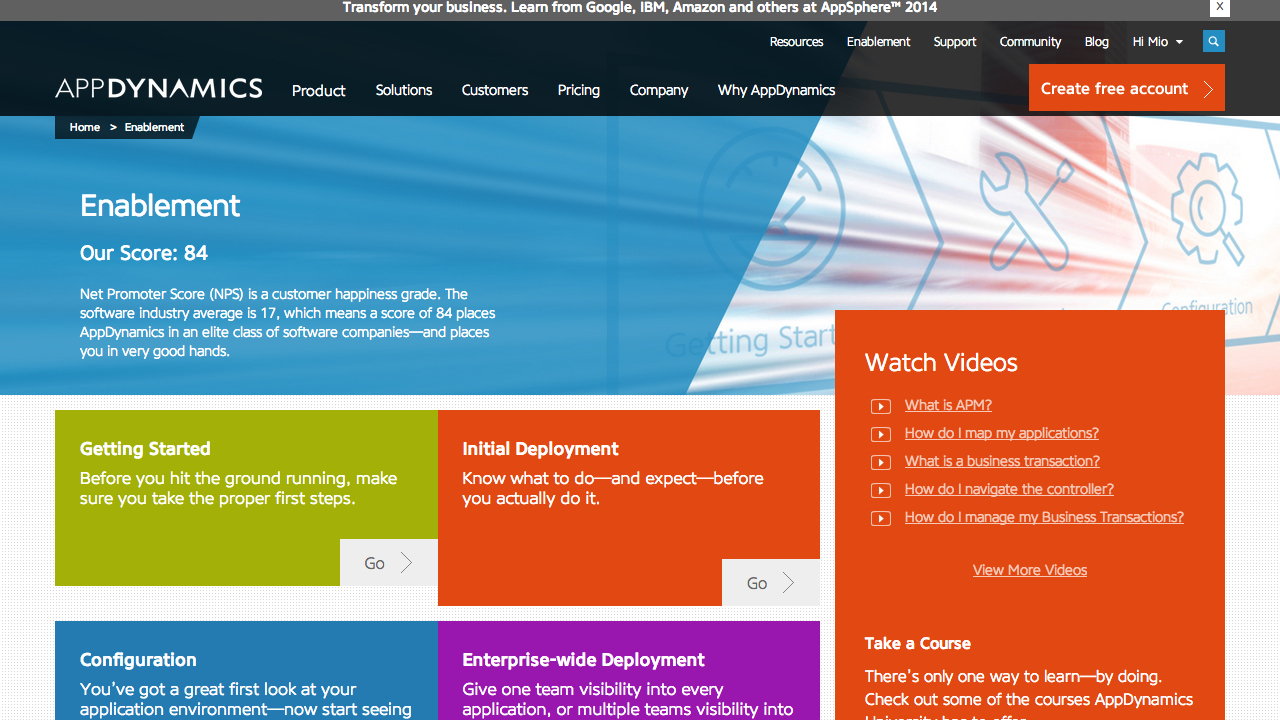 Transform your business. Learn from Google, IBM, Amazon and others at AppSphere™ 2014
X
Resources Enablement Support Community Blog Hi Mio
APPDYNAMICS Product Solutions Customers Pricing Company Why AppDynamics Create free account
Home > Enablement
Enablement
Our Score: 84
Net Promoter Score (NPS) is a customer happiness grade. The
software industry average is 17, which means a score of 84 places
AppDynamics in an elite class of software companies—and places
you in very good hands.
Getting Start
Configuration
Getting Started
Before you hit the ground running, make
sure you take the proper first steps.
Go
Initial Deployment
Know what to do—and expect—before
you actually do it.
Go
Configuration
You've got a great first look at your
application environment—now start seeing
Enterprise-wide Deployment
Give one team visibility into every
application, or multiple teams visibility into
Watch Videos
What is APM?
How do I map my applications?
What is a business transaction?
How do I navigate the controller?
How do I manage my Business Transactions?
View More Videos
Take a Course
There's only one way to learn—by doing.
Check out some of the courses AppDynamics
University has to offer